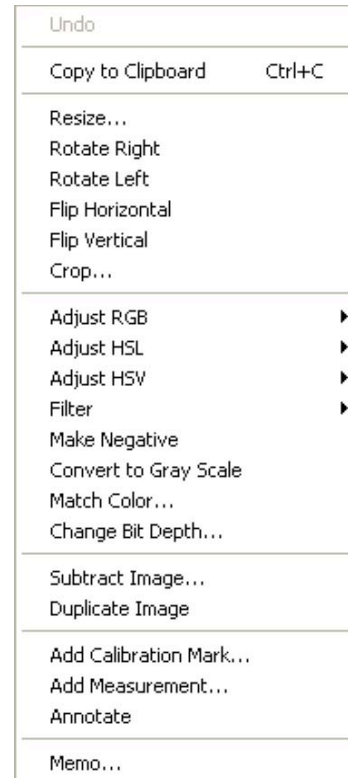 Undo
Copy to Clipboard Ctrl+C
Resize...
Rotate Right
Rotate Left
Flip Horizontal
Flip Vertical
Crop...
Adjust RGB
Adjust HSL
Adjust HSV
Filter
Make Negative
Convert to Gray Scale
Match Color...
Change Bit Depth...
Subtract Image...
Duplicate Image
Add Calibration Mark...
Add Measurement...
Annotate
Memo...